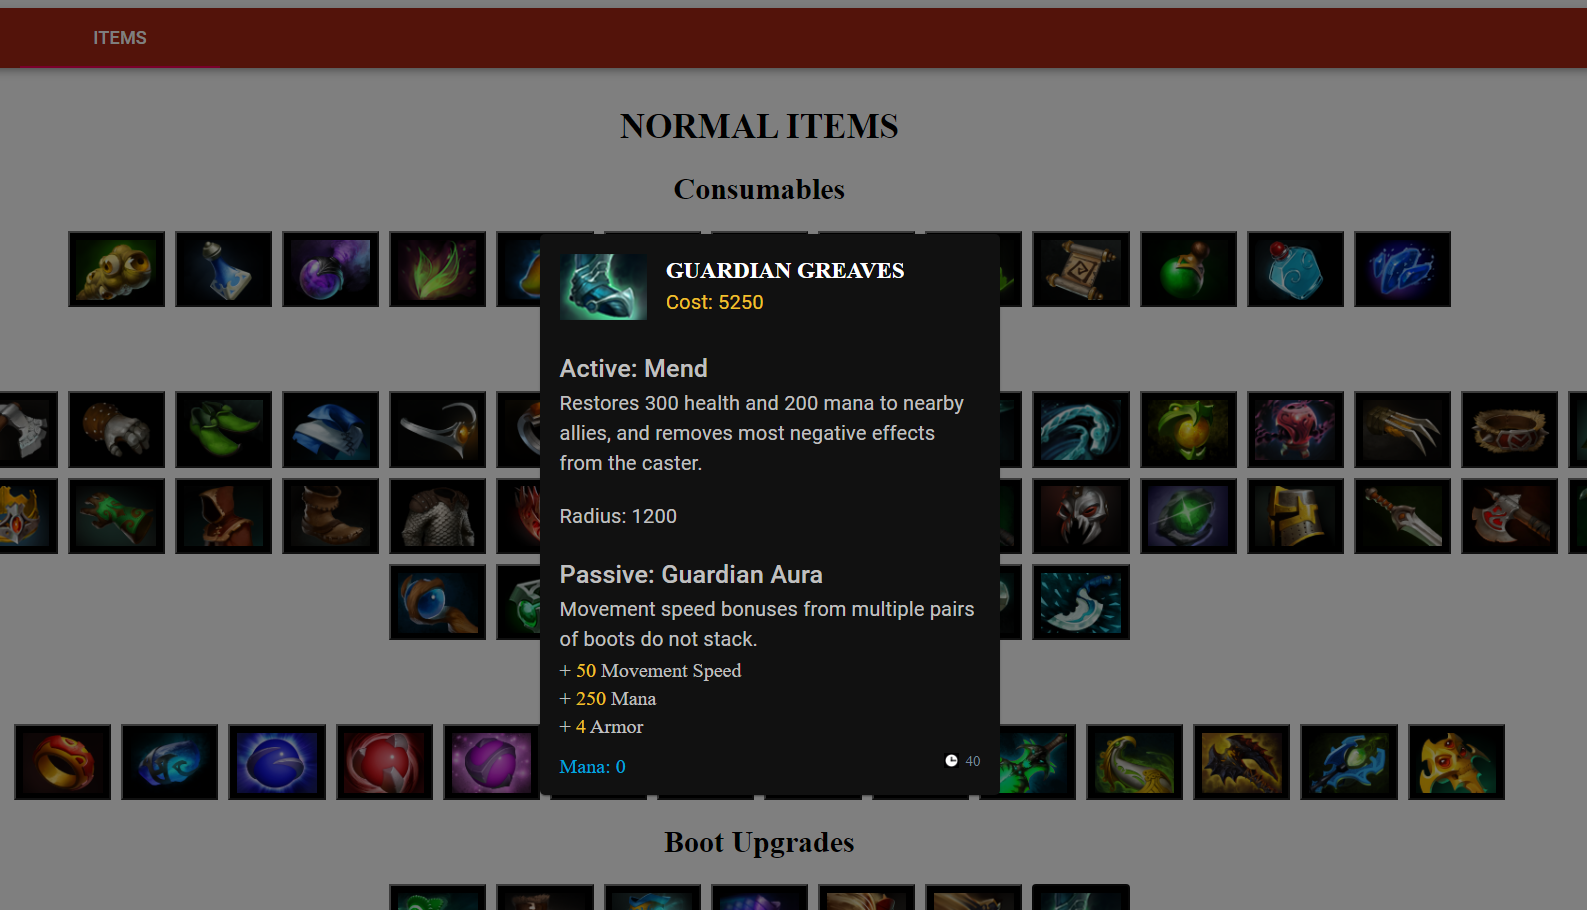 ITEMS
NORMAL ITEMS
Consumables
GUARDIAN GREAVES
Cost: 5250
Active: Mend
Restores 300 health and 200 mana to nearby
allies, and removes most negative effects
from the caster.
Radius: 1200
Passive: Guardian Aura
Movement speed bonuses from multiple pairs
of boots do not stack.
+ 50 Movement Speed
+ 250 Mana
+ 4 Armor
Mana: 0
40
Boot Upgrades